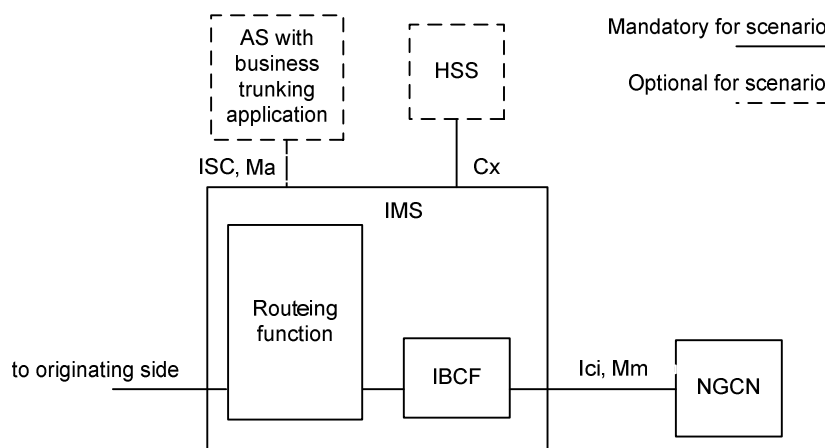 AS with
business
trunking
application
HSS
Mandatory for scenario
Optional for scenario
ISC, Ma
Cx
IMS
Routeing
function
to originating side
IBCF
Ici, Mm
NGCN